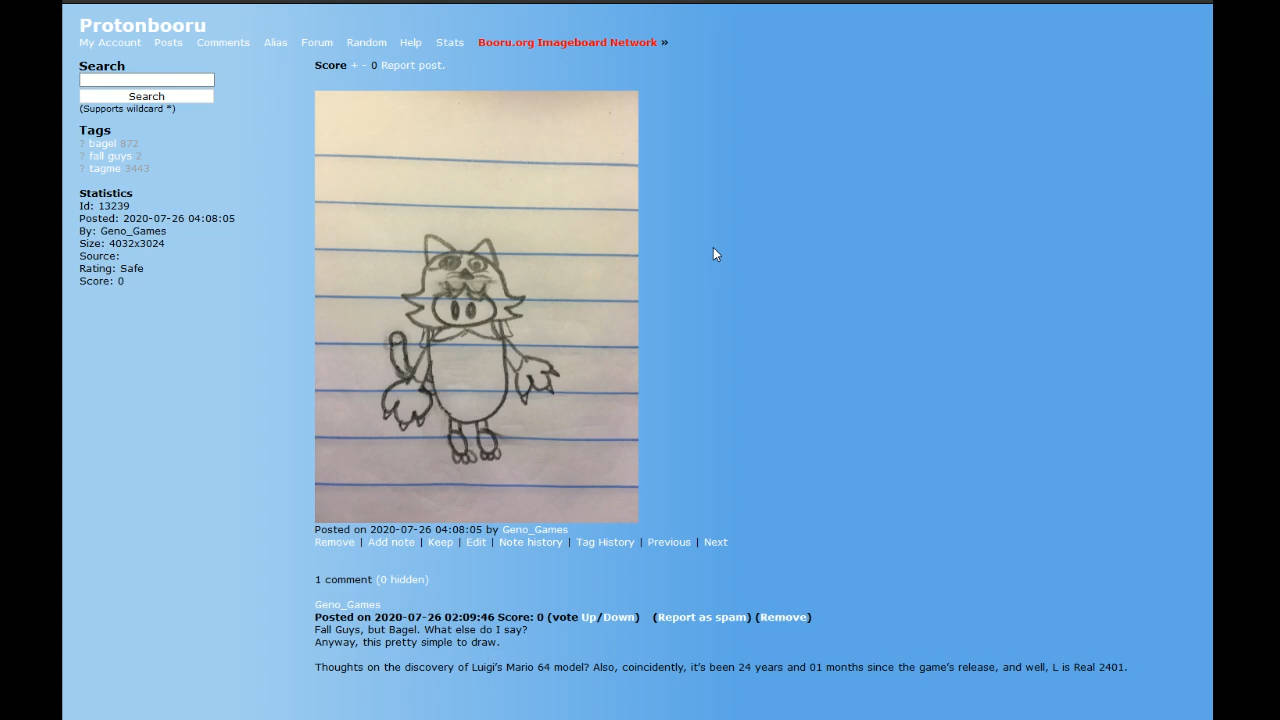 Protonbooru
My Account Posts Comments Alias Forum Random Help Stats Booru.org Imageboard Network »
Search
Search
(Supports wildcard *)
Tags
? bagel 872
? fall guys 2
? tagme 3443
Statistics
Id: 13239
Posted: 2020-07-26 04:08:05
By: Geno_Games
Size: 4032x3024
Source:
Rating: Safe
Score: 0
Score + - 0 Report post.
Posted on 2020-07-26 04:08:05 by Geno_Games
Remove | Add note | Keep | Edit | Note history | Tag History | Previous | Next
1 comment (0 hidden)
Geno_Games
Posted on 2020-07-26 02:09:46 Score: 0 (vote Up/Down) (Report as spam) (Remove)
Fall Guys, but Bagel. What else do I say?
Anyway, this pretty simple to draw.
Thoughts on the discovery of Luigi's Mario 64 model? Also, coincidently, it's been 24 years and 01 months since the game's release, and well, L is Real 2401.